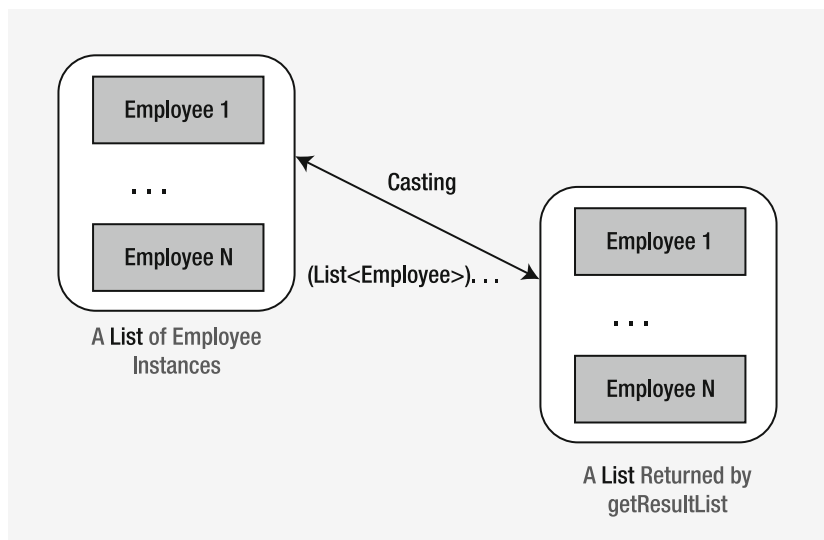 Employee 1
. . .
Employee N
A List of Employee
Instances
Casting
(List<Employee>). . .
Employee 1
. . .
Employee N
A List Returned by
getResultList